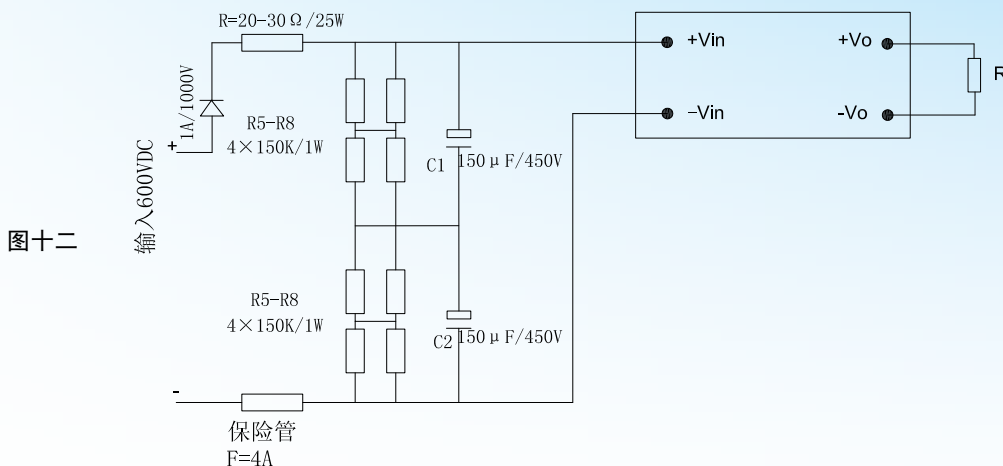 R=20-30Ω/25W
1A/1000V
+
输入600VDC
R5-R8
4×150K/1W
C1
150μF/450V
+Vin
-Vin
+Vo
-Vo
R
图十二
R5-R8
4×150K/1W
C2
150μF/450V
-
保险管
F=4A